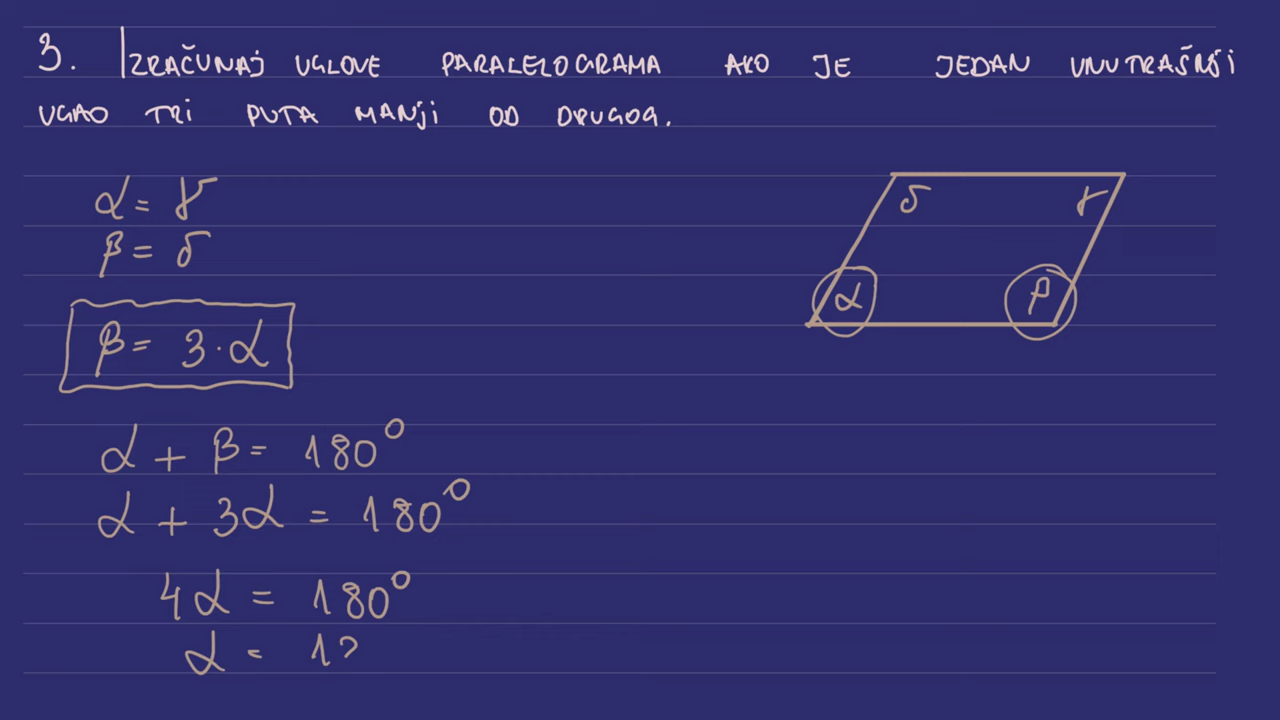 3. IZRAČUNAJ UGLOVE PARALELOGRAMA AKO JE JEDAN UNUTRAŠNJI
UGAO TRI PUTA MANJI OD DRUGOG.
α = γ
β = δ
β = 3·α
α + β = 180°
α + 3α = 180°
4α = 180°
α = 18
δ γ
α β